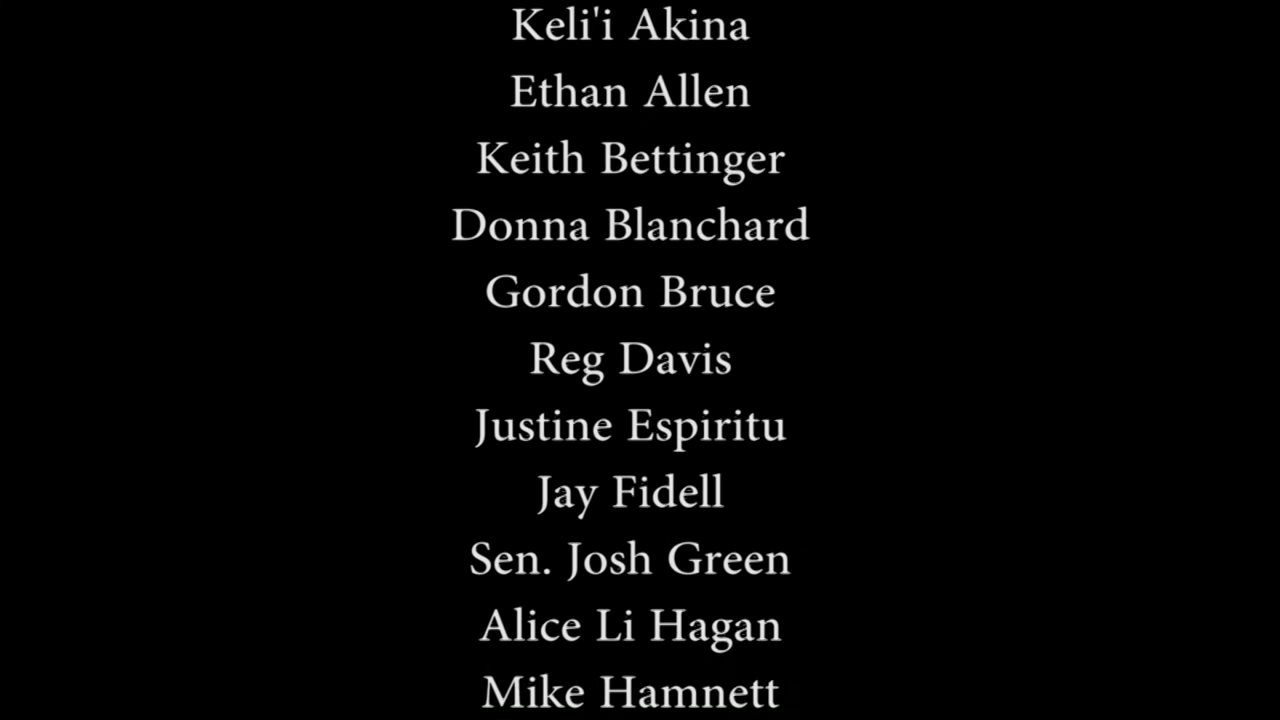 Keli'i Akina
Ethan Allen
Keith Bettinger
Donna Blanchard
Gordon Bruce
Reg Davis
Justine Espiritu
Jay Fidell
Sen. Josh Green
Alice Li Hagan
Mike Hamnett